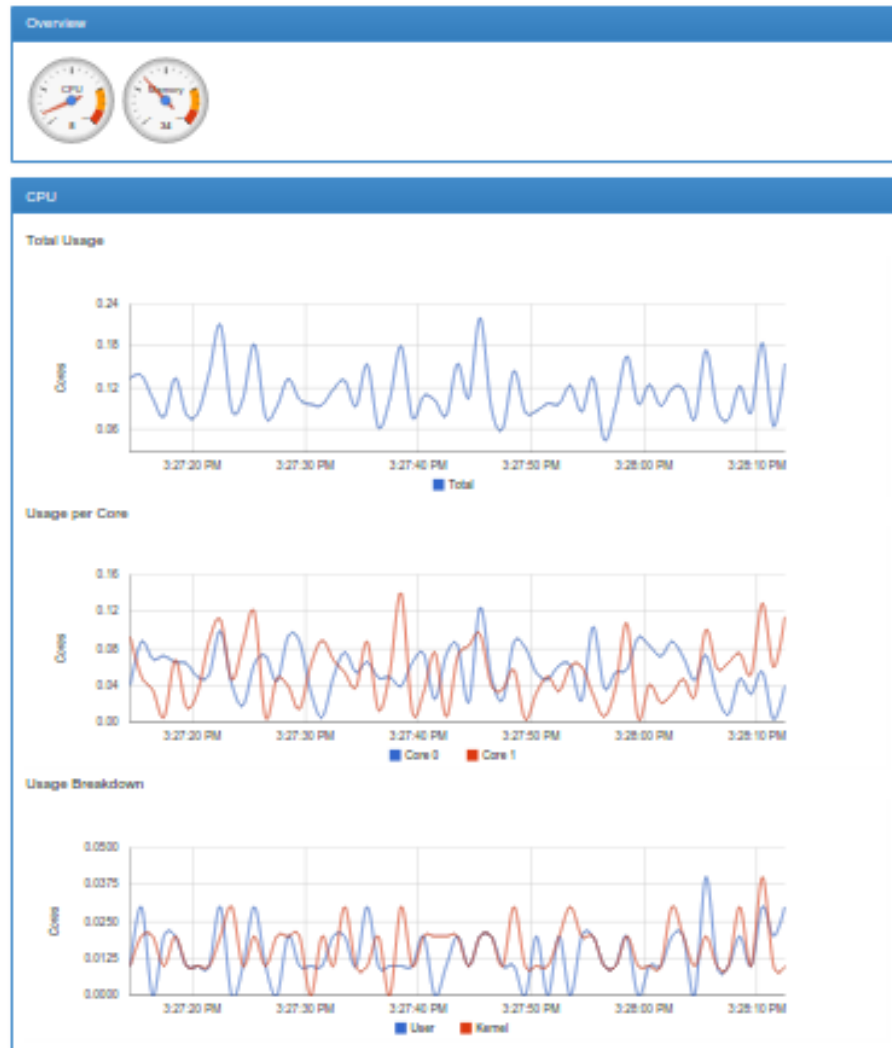 Overview
CPU Memory
8 34
CPU
Total Usage
0.24
0.18
Cores
0.12
0.06
3:27:20 PM 3:27:30 PM 3:27:40 PM 3:27:50 PM 3:28:00 PM 3:28:10 PM
Total
Usage per Core
0.16
0.12
Cores
0.08
0.04
0.00
3:27:20 PM 3:27:30 PM 3:27:40 PM 3:27:50 PM 3:28:00 PM 3:28:10 PM
Core 0 Core 1
Usage Breakdown
0.0500
0.0375
Cores
0.0250
0.0125
0.0000
3:27:20 PM 3:27:30 PM 3:27:40 PM 3:27:50 PM 3:28:00 PM 3:28:10 PM
User Kernel